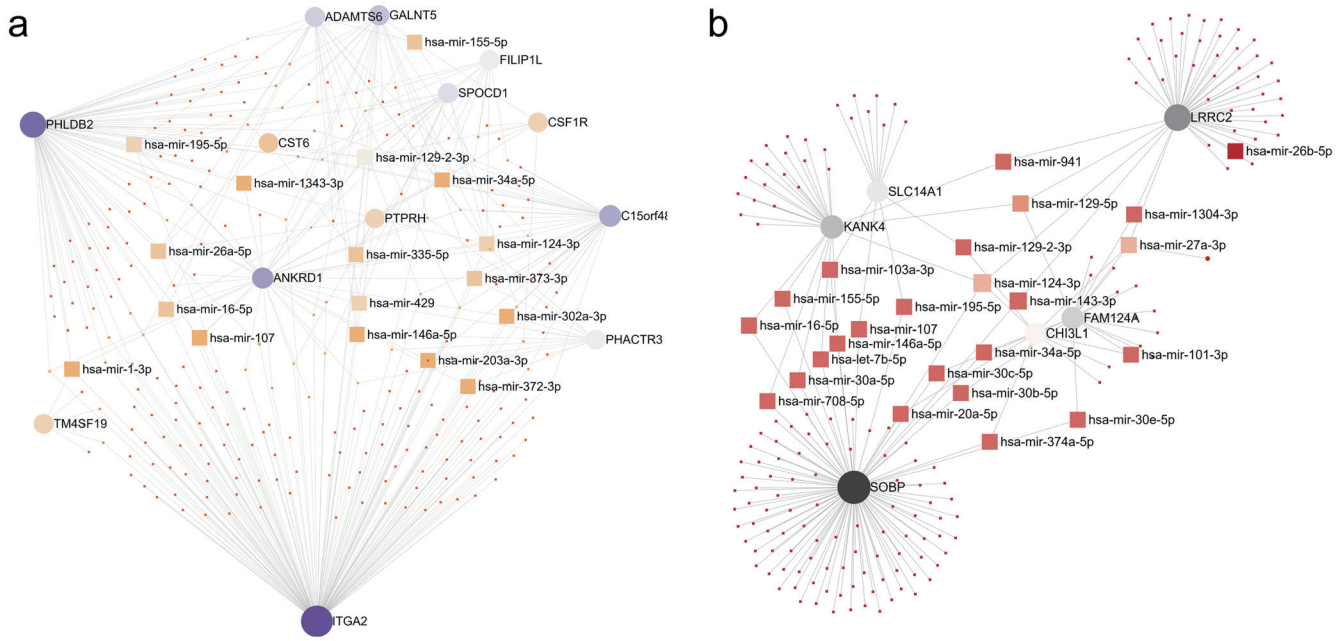 a
ADAMTS6
GALNT5
hsa-mir-155-5p
FILIP1L
SPOCD1
PHLDB2
CSF1R
hsa-mir-195-5p
CST6
hsa-mir-129-2-3p
hsa-mir-1343-3p
hsa-mir-34a-5p
PTPRH
C15orf48
hsa-mir-26a-5p
hsa-mir-335-5p
hsa-mir-124-3p
ANKRD1
hsa-mir-373-3p
hsa-mir-16-5p
hsa-mir-429
hsa-mir-302a-3p
hsa-mir-107
hsa-mir-146a-5p
PHACTR3
hsa-mir-1-3p
hsa-mir-203a-3p
hsa-mir-372-3p
TM4SF19
ITGA2
b
LRRC2
hsa-mir-26b-5p
hsa-mir-941
SLC14A1
hsa-mir-129-5p
hsa-mir-1304-3p
KANK4
hsa-mir-129-2-3p
hsa-mir-27a-3p
hsa-mir-103a-3p
hsa-mir-124-3p
hsa-mir-155-5p
hsa-mir-195-5p
hsa-mir-143-3p
FAM124A
hsa-mir-16-5p
hsa-mir-107
CHI3L1
hsa-mir-146a-5p
hsa-mir-34a-5p
hsa-mir-101-3p
hsa-let-7b-5p
hsa-mir-30c-5p
hsa-mir-30a-5p
hsa-mir-30b-5p
hsa-mir-708-5p
hsa-mir-20a-5p
hsa-mir-30e-5p
hsa-mir-374a-5p
SOBP